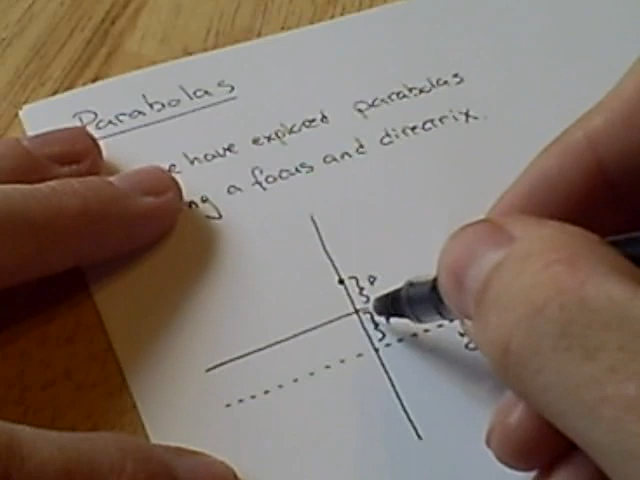 Parabolas
have explored parabolas
a focus and directrix.
p